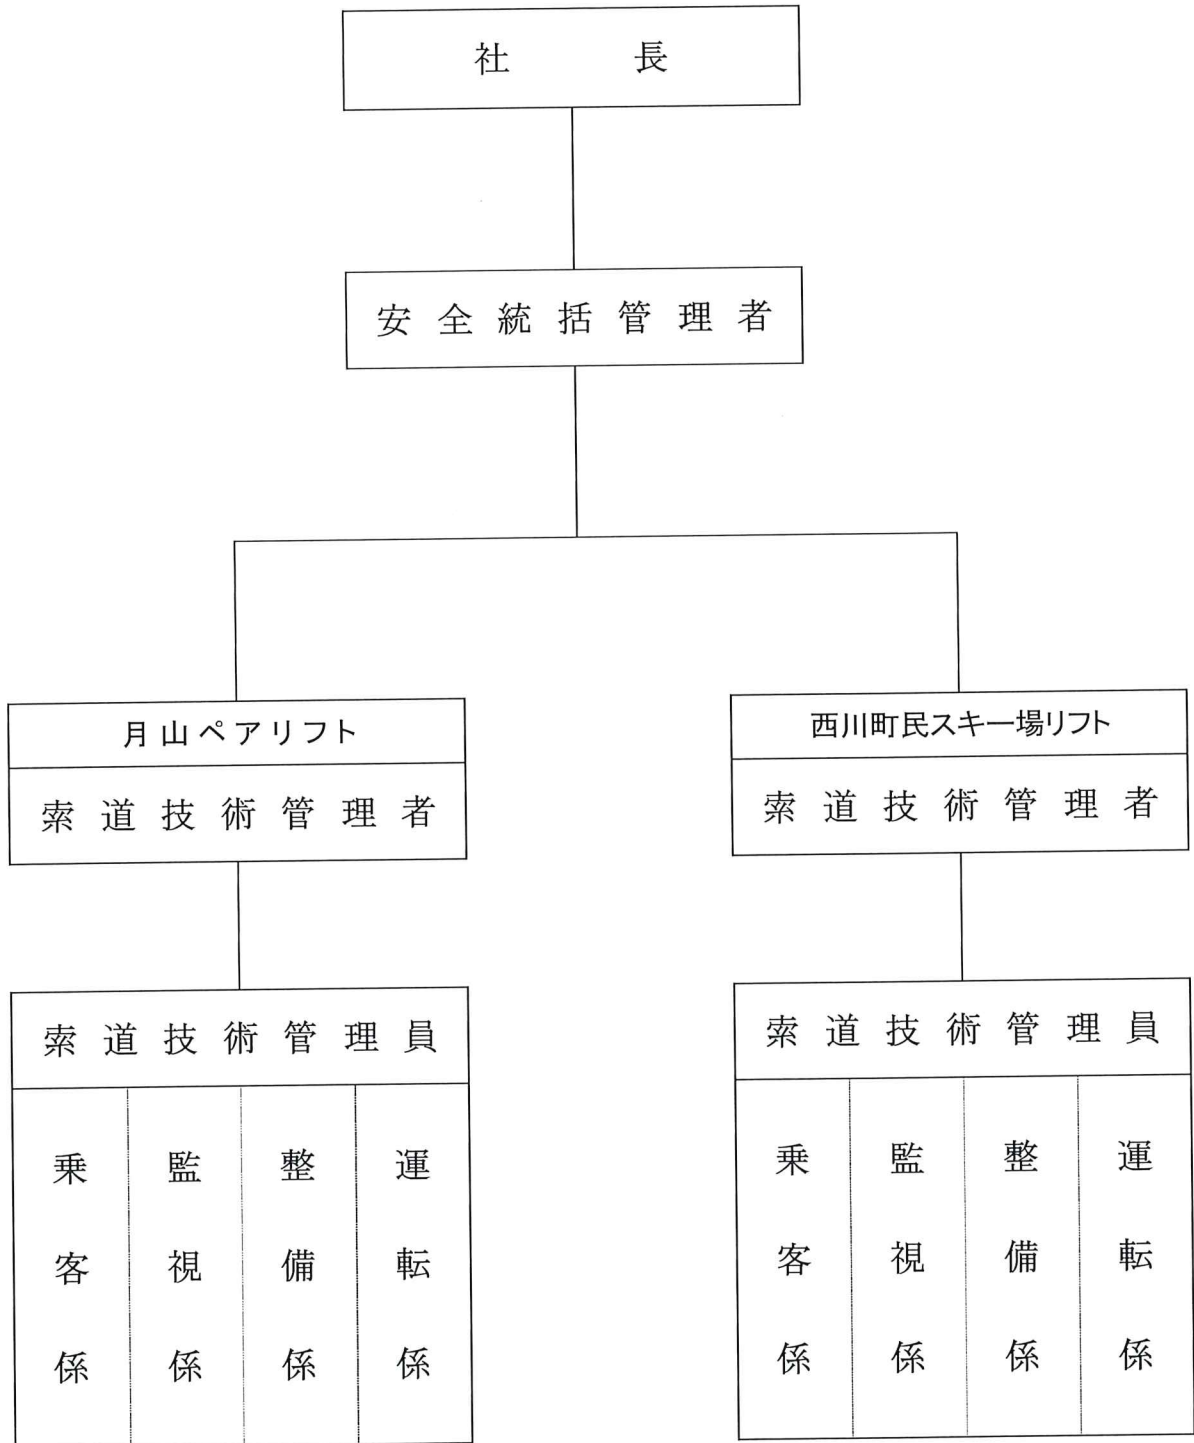 社長
安全統括管理者
月山ペアリフト
索道技術管理者
索道技術管理員
乗客係
監視係
整備係
運転係
西川町民スキー場リフト
索道技術管理者
索道技術管理員
乗客係
監視係
整備係
運転係